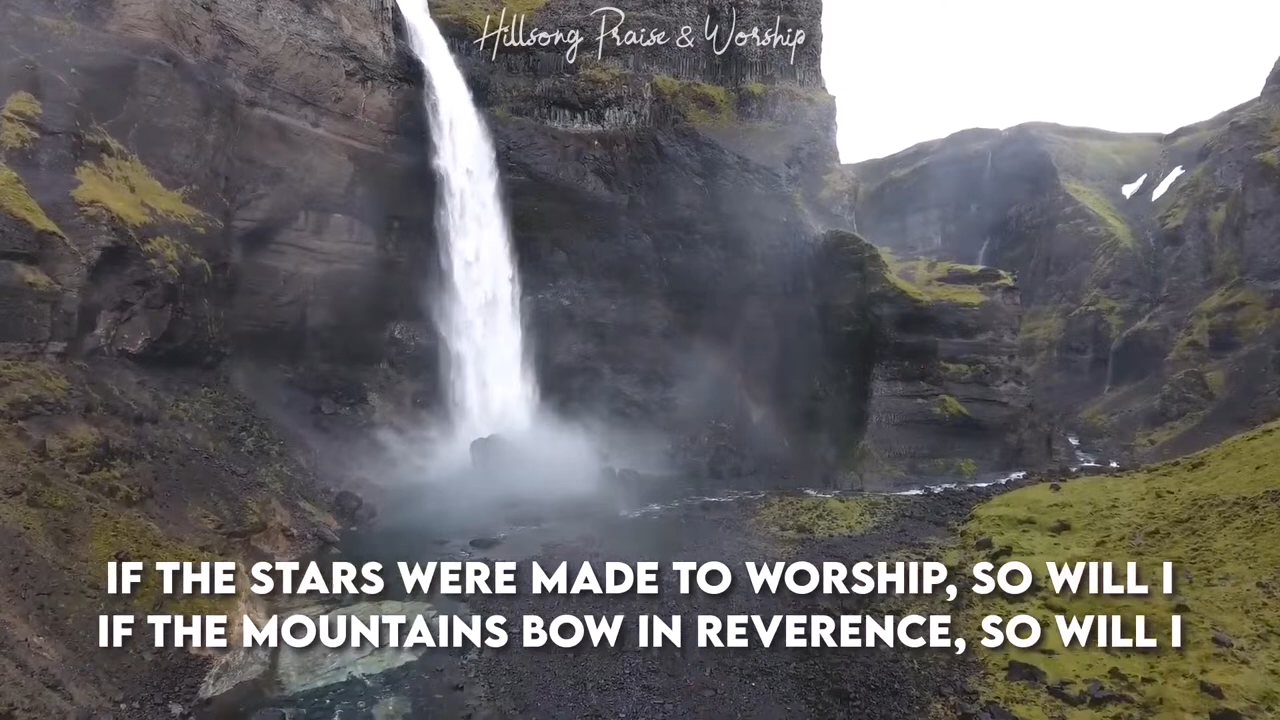 Hillsong Praise & Worship
IF THE STARS WERE MADE TO WORSHIP, SO WILL I
IF THE MOUNTAINS BOW IN REVERENCE, SO WILL I